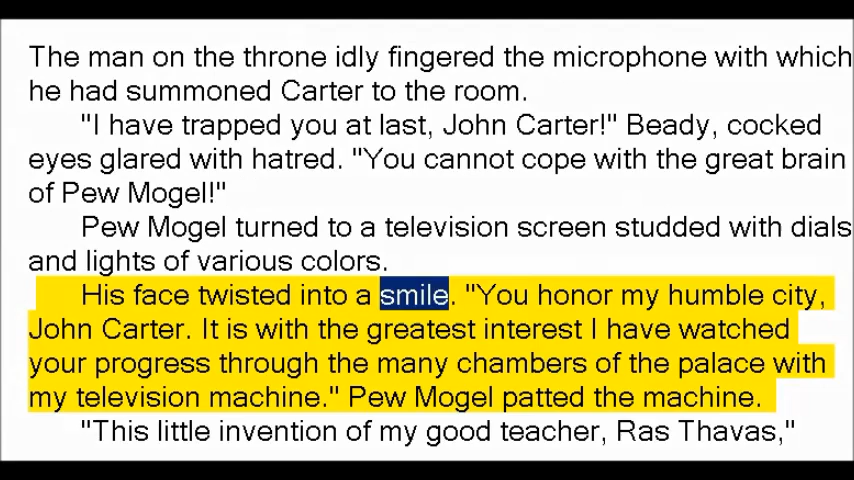 The man on the throne idly fingered the microphone with which
he had summoned Carter to the room.
"I have trapped you at last, John Carter!" Beady, cocked
eyes glared with hatred. "You cannot cope with the great brain
of Pew Mogel!"
Pew Mogel turned to a television screen studded with dials
and lights of various colors.
His face twisted into a smile. "You honor my humble city,
John Carter. It is with the greatest interest I have watched
your progress through the many chambers of the palace with
my television machine." Pew Mogel patted the machine.
"This little invention of my good teacher, Ras Thavas,"